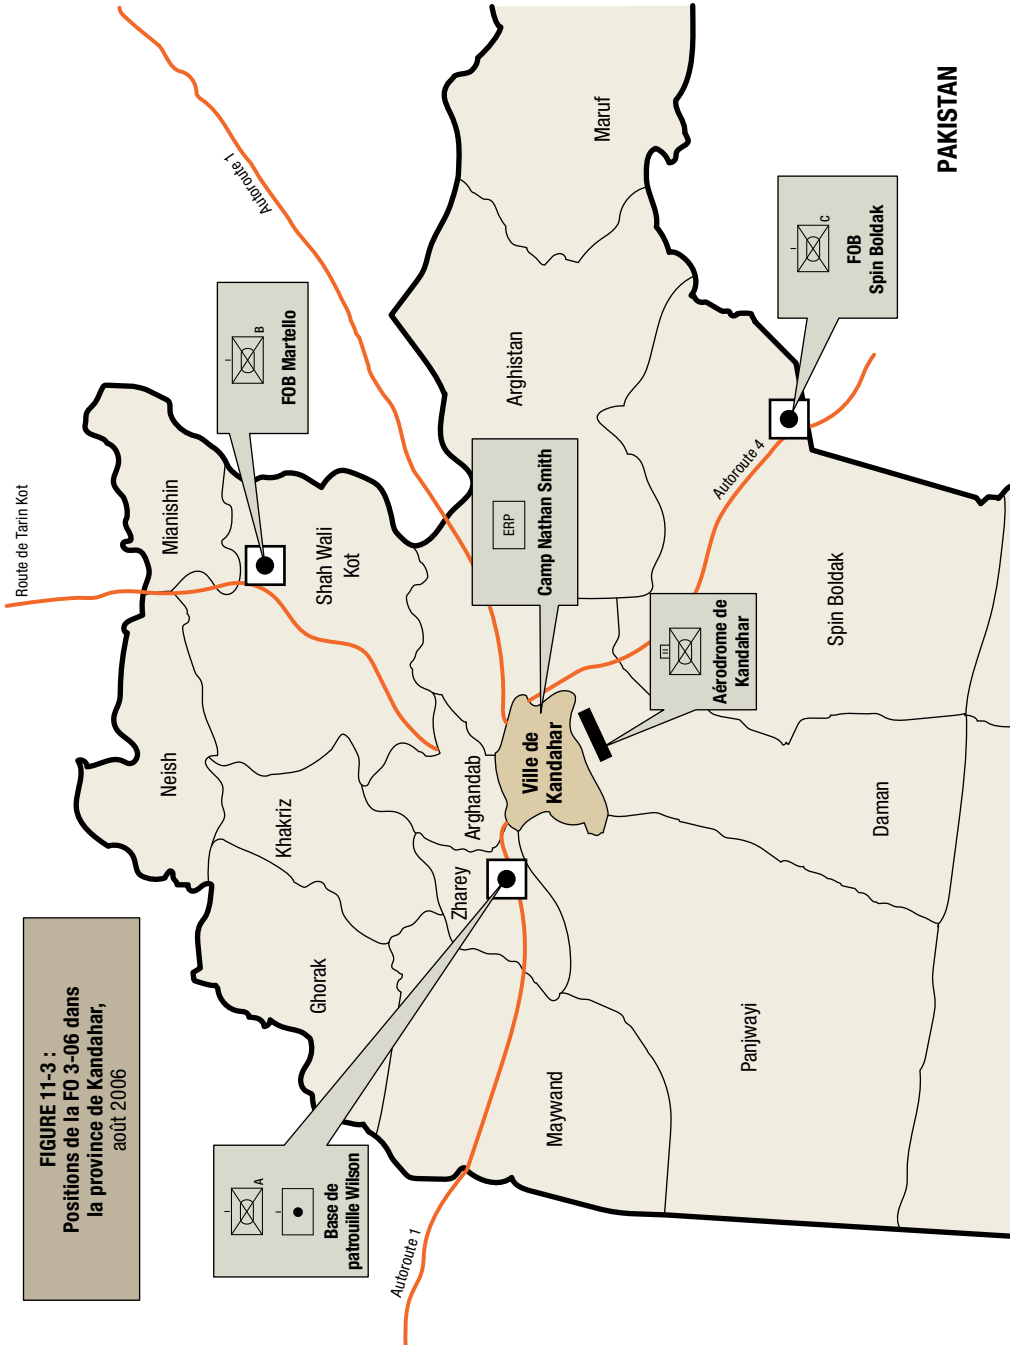 FIGURE 11-3 :
Positions de la FO 3-06 dans
la province de Kandahar,
août 2006
Route de Tarin Kot
Autoroute 1
I
B
FOB Martello
Mianishin
Neish
Shah Wali
Kot
Khakriz
Ghorak
Arghandab
Zharey
Maywand
Panjwayi
Ville de
Kandahar
Arghistan
Maruf
Daman
Spin Boldak
I
A
I
Base de
patrouille Wilson
Autoroute 1
ERP
Camp Nathan Smith
III
Aérodrome de
Kandahar
Autoroute 4
I
C
FOB
Spin Boldak
PAKISTAN